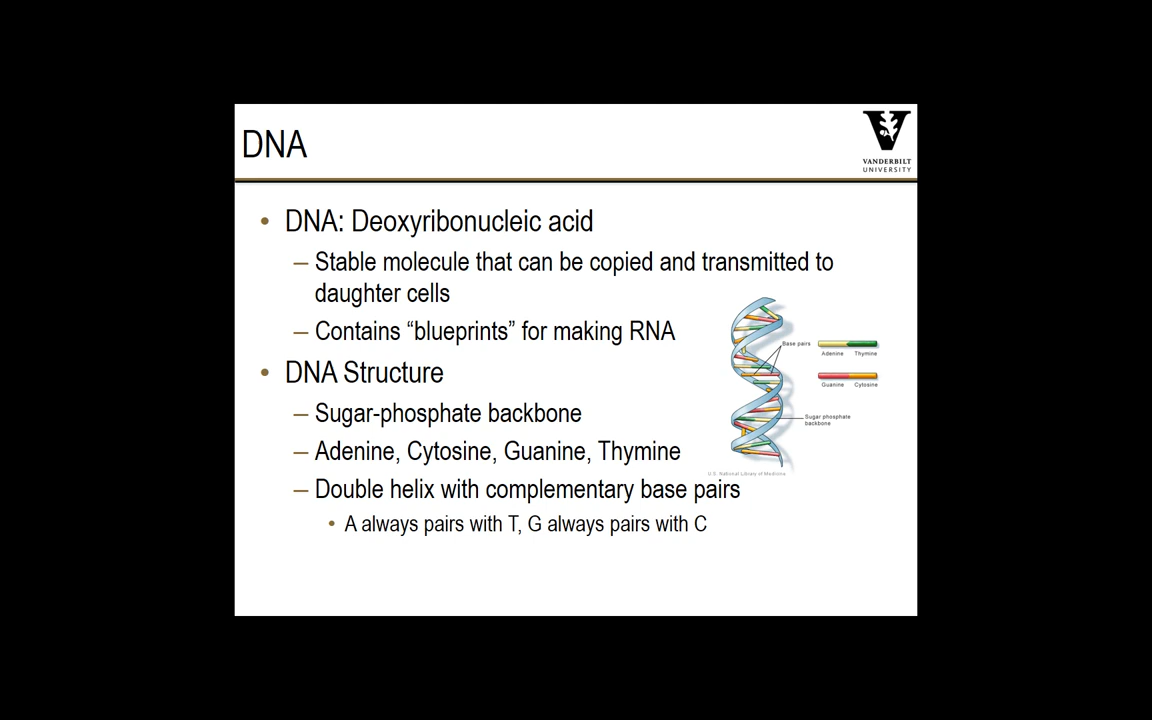 DNA
VANDERBILT
UNIVERSITY
• DNA: Deoxyribonucleic acid
– Stable molecule that can be copied and transmitted to
daughter cells
– Contains “blueprints” for making RNA
• DNA Structure
– Sugar-phosphate backbone
– Adenine, Cytosine, Guanine, Thymine
– Double helix with complementary base pairs
• A always pairs with T, G always pairs with C
Base pairs
Adenine Thymine
Guanine Cytosine
Sugar phosphate
backbone
U.S. National Library of Medicine